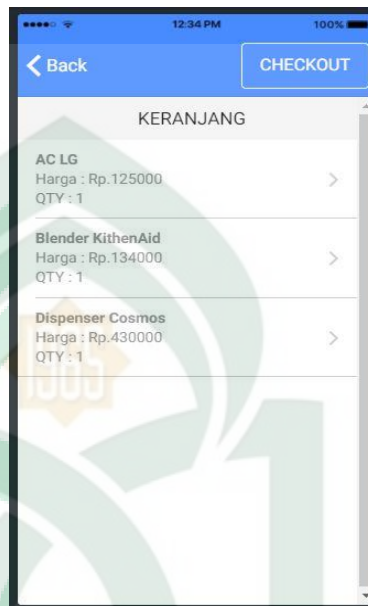 12:34 PM
100%
Back
CHECKOUT
KERANJANG
AC LG
Harga : Rp.125000
QTY : 1
Blender KithenAid
Harga : Rp.134000
QTY : 1
Dispenser Cosmos
Harga : Rp.430000
QTY : 1
1985